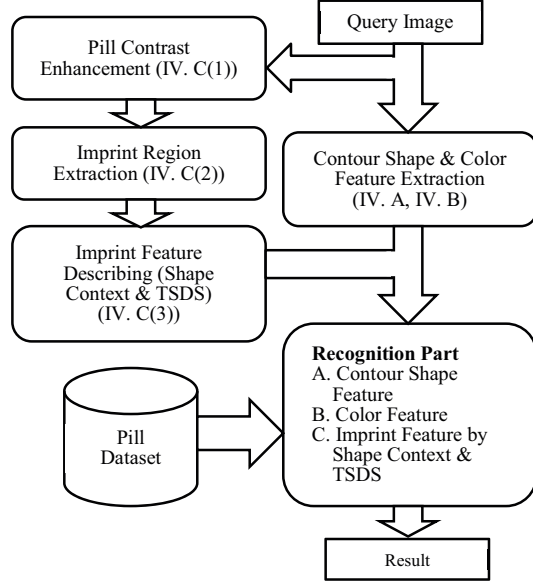 Query Image
Pill Contrast
Enhancement (IV. C(1))
Imprint Region
Extraction (IV. C(2))
Contour Shape & Color
Feature Extraction
(IV. A, IV. B)
Imprint Feature
Describing (Shape
Context & TSDS)
(IV. C(3))
Recognition Part
A. Contour Shape
Feature
B. Color Feature
C. Imprint Feature by
Shape Context &
TSDS
Pill
Dataset
Result